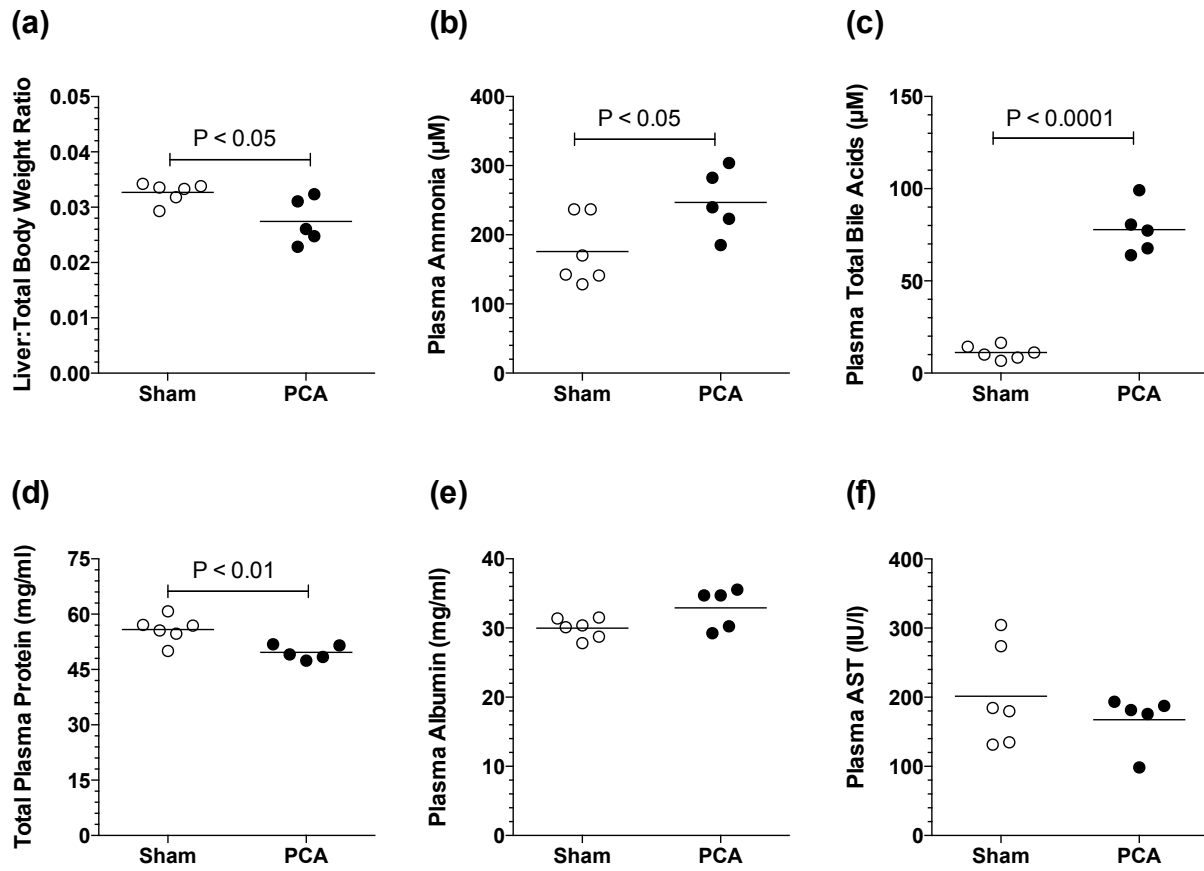 (a)
Liver:Total Body Weight Ratio
0.05
0.04
0.03
0.02
0.01
0.00
P < 0.05
Sham
PCA
(b)
Plasma Ammonia (µM)
400
300
200
100
0
P < 0.05
Sham
PCA
(c)
Plasma Total Bile Acids (µM)
150
100
50
0
P < 0.0001
Sham
PCA
(d)
Total Plasma Protein (mg/ml)
75
60
45
30
15
0
P < 0.01
Sham
PCA
(e)
Plasma Albumin (mg/ml)
40
30
20
10
0
Sham
PCA
(f)
Plasma AST (IU/l)
400
300
200
100
0
Sham
PCA